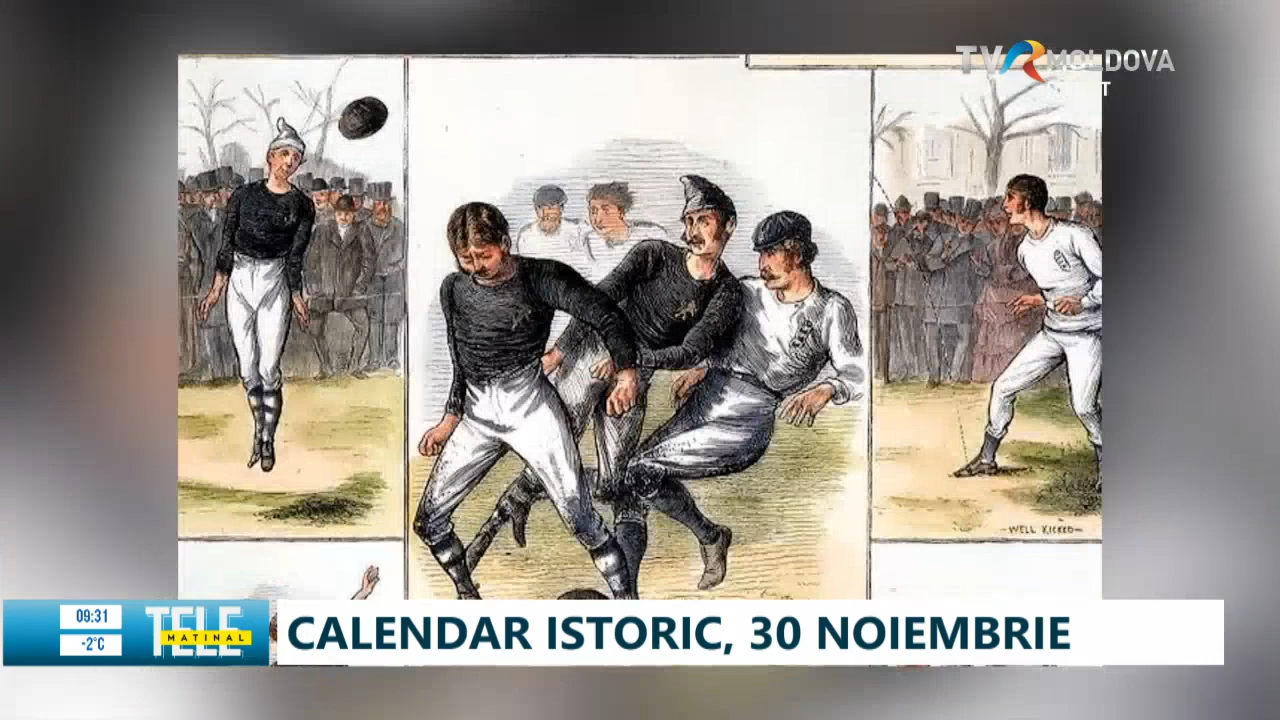 TVR MOLDOVA
WELL KICKED
09:31
-2°C
TELE
MATINAL
CALENDAR ISTORIC, 30 NOIEMBRIE